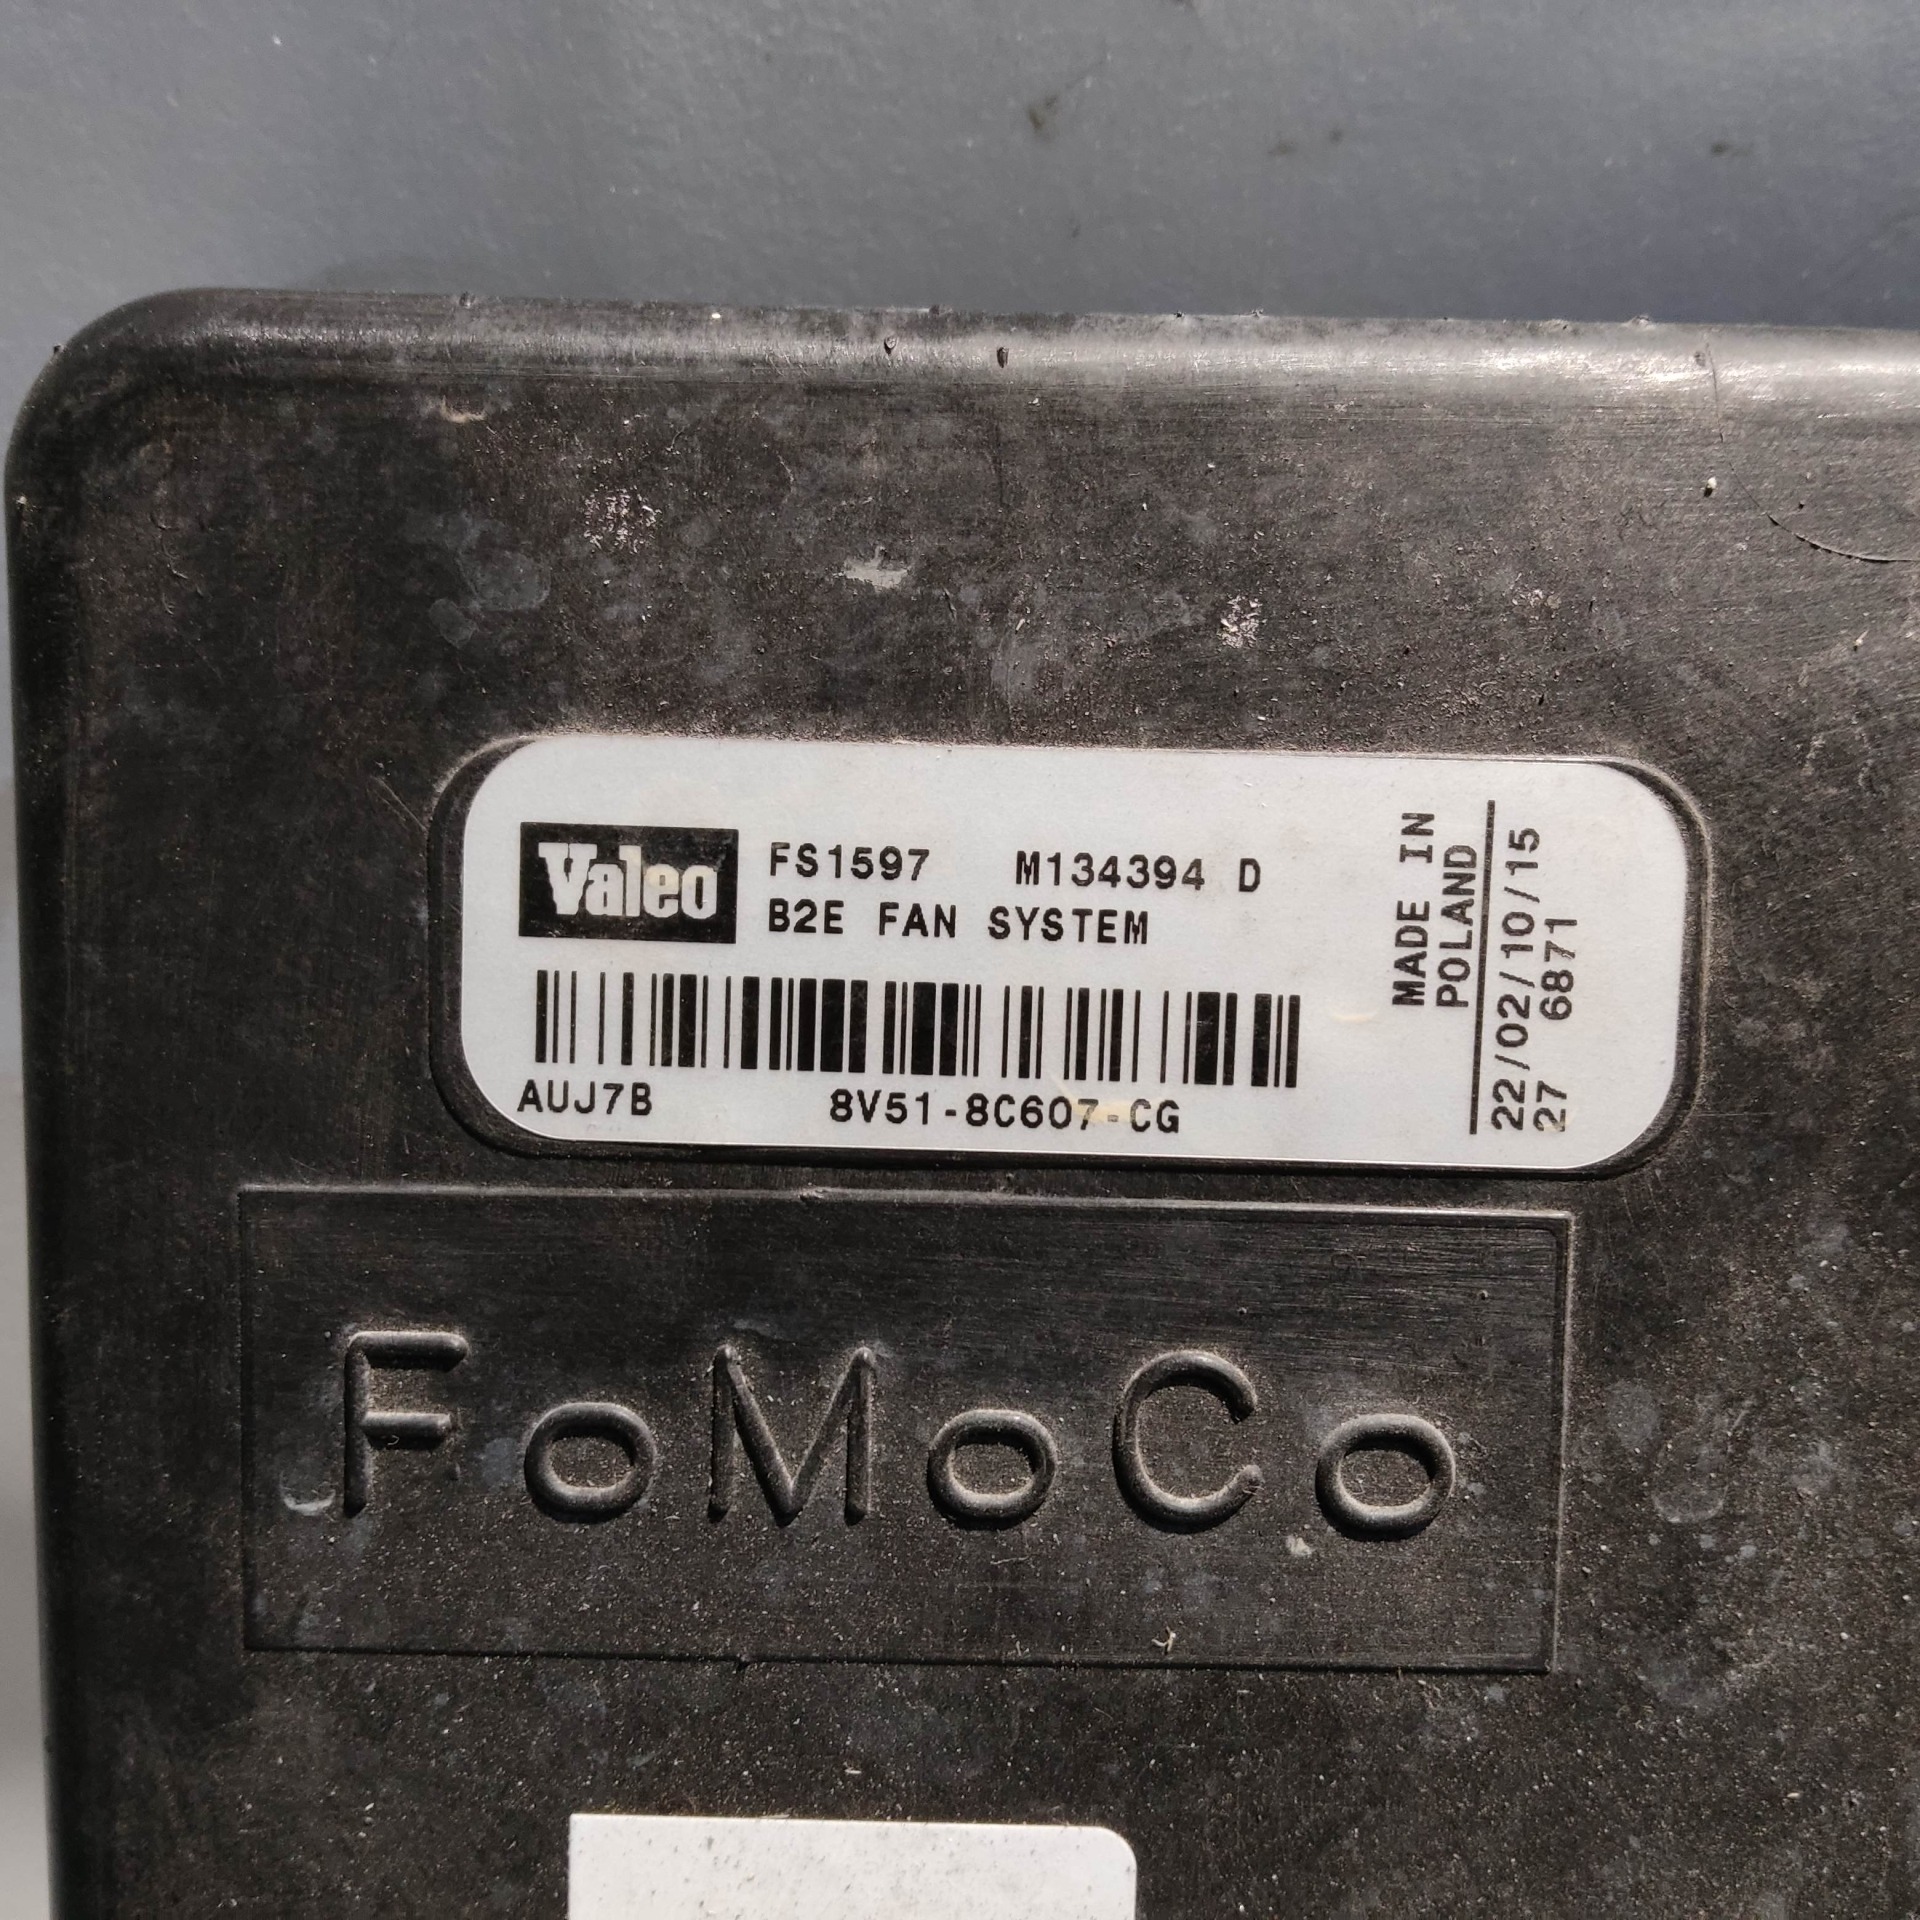 Valeo
FS1597 M134394 D
B2E FAN SYSTEM
AUJ7B 8V51-8C607-CG
MADE IN
POLAND
22/02/10/15
27 6871
FoMoCo